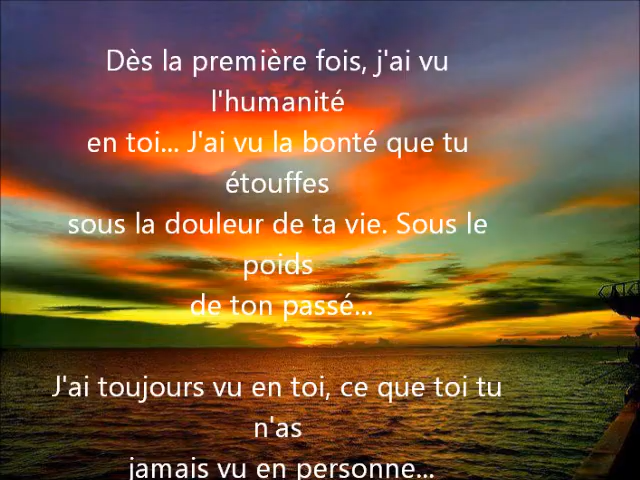 Dès la première fois, j'ai vu
l'humanité
en toi... J'ai vu la bonté que tu
étouffes
sous la douleur de ta vie. Sous le
poids
de ton passé...
J'ai toujours vu en toi, ce que toi tu
n'as
jamais vu en personne...